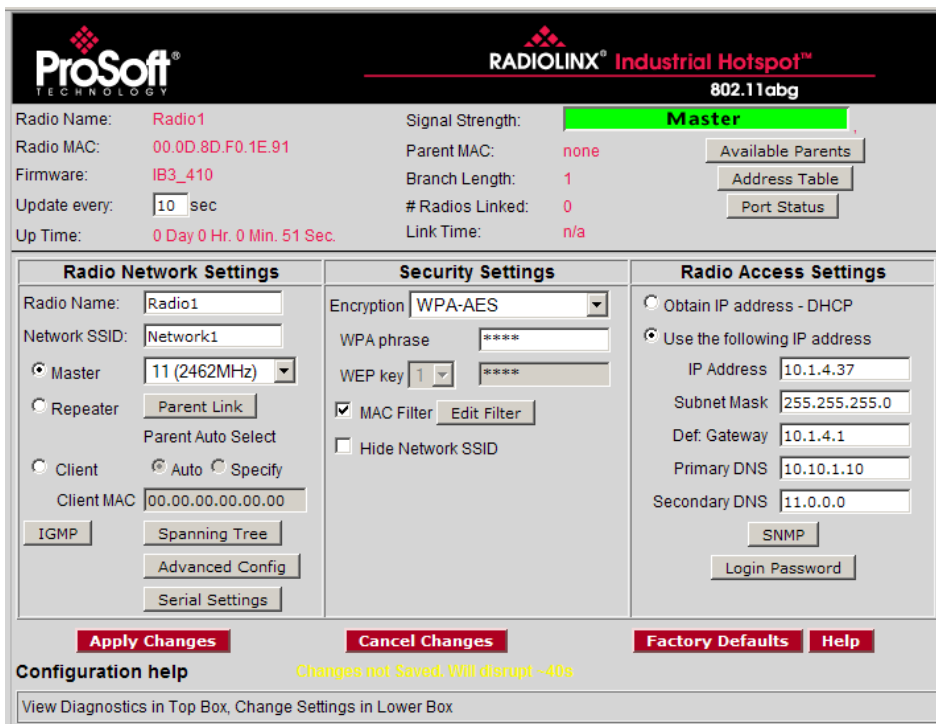 ProSoft®
TECHNOLOGY
RADIOLINX® Industrial Hotspot™
802.11abg
Radio Name: Radio1
Radio MAC: 00.0D.8D.F0.1E.91
Firmware: IB3_410
Update every: 10 sec
Up Time: 0 Day 0 Hr. 0 Min. 51 Sec.
Signal Strength: Master ,
Parent MAC: none
Branch Length: 1
# Radios Linked: 0
Link Time: n/a
Available Parents
Address Table
Port Status
Radio Network Settings
Radio Name: Radio1
Network SSID: Network1
Master 11 (2462MHz)
Repeater Parent Link
Parent Auto Select
Client Auto Specify
Client MAC 00.00.00.00.00.00
IGMP Spanning Tree
Advanced Config
Serial Settings
Security Settings
Encryption WPA-AES
WPA phrase ****
WEP key 1 ****
MAC Filter Edit Filter
Hide Network SSID
Radio Access Settings
Obtain IP address - DHCP
Use the following IP address
IP Address 10.1.4.37
Subnet Mask 255.255.255.0
Def. Gateway 10.1.4.1
Primary DNS 10.10.1.10
Secondary DNS 11.0.0.0
SNMP
Login Password
Apply Changes Cancel Changes Factory Defaults Help
Configuration help Changes not Saved. Will disrupt ~40s
View Diagnostics in Top Box, Change Settings in Lower Box